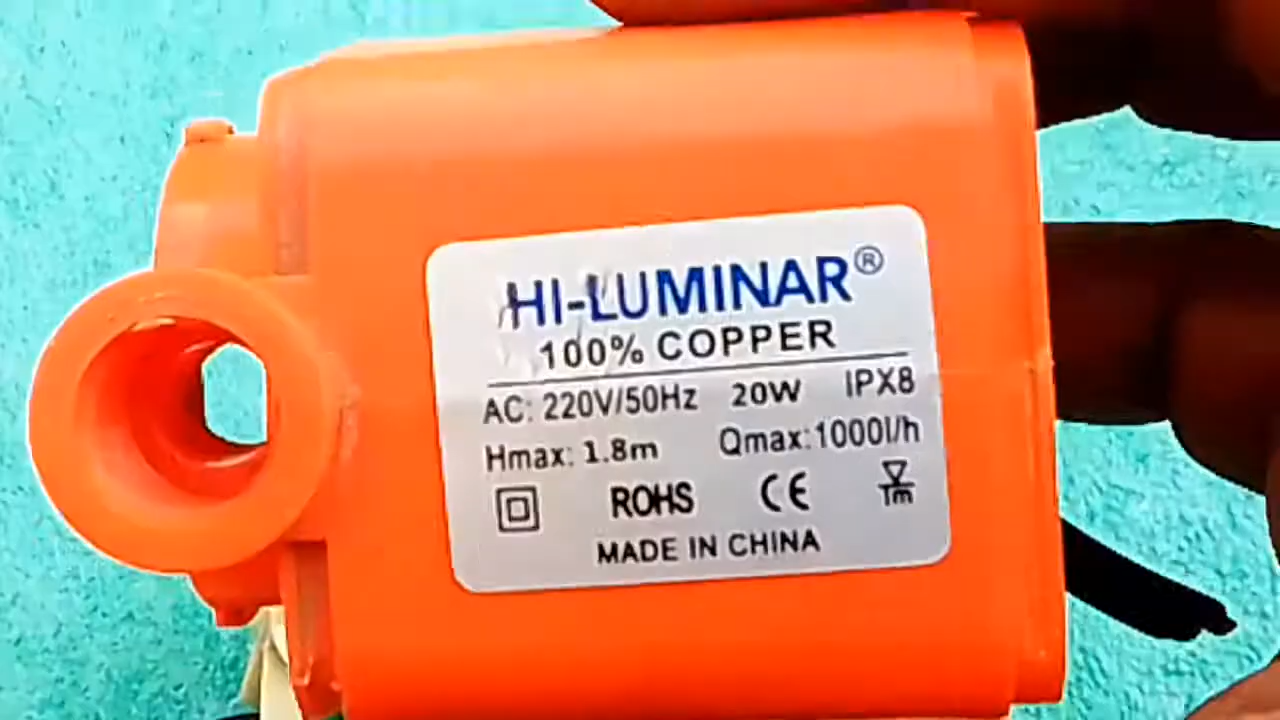 HI-LUMINAR®
100% COPPER
AC: 220V/50Hz 20W IPX8
Hmax: 1.8m Qmax:1000l/h
ROHS CE 1m
MADE IN CHINA